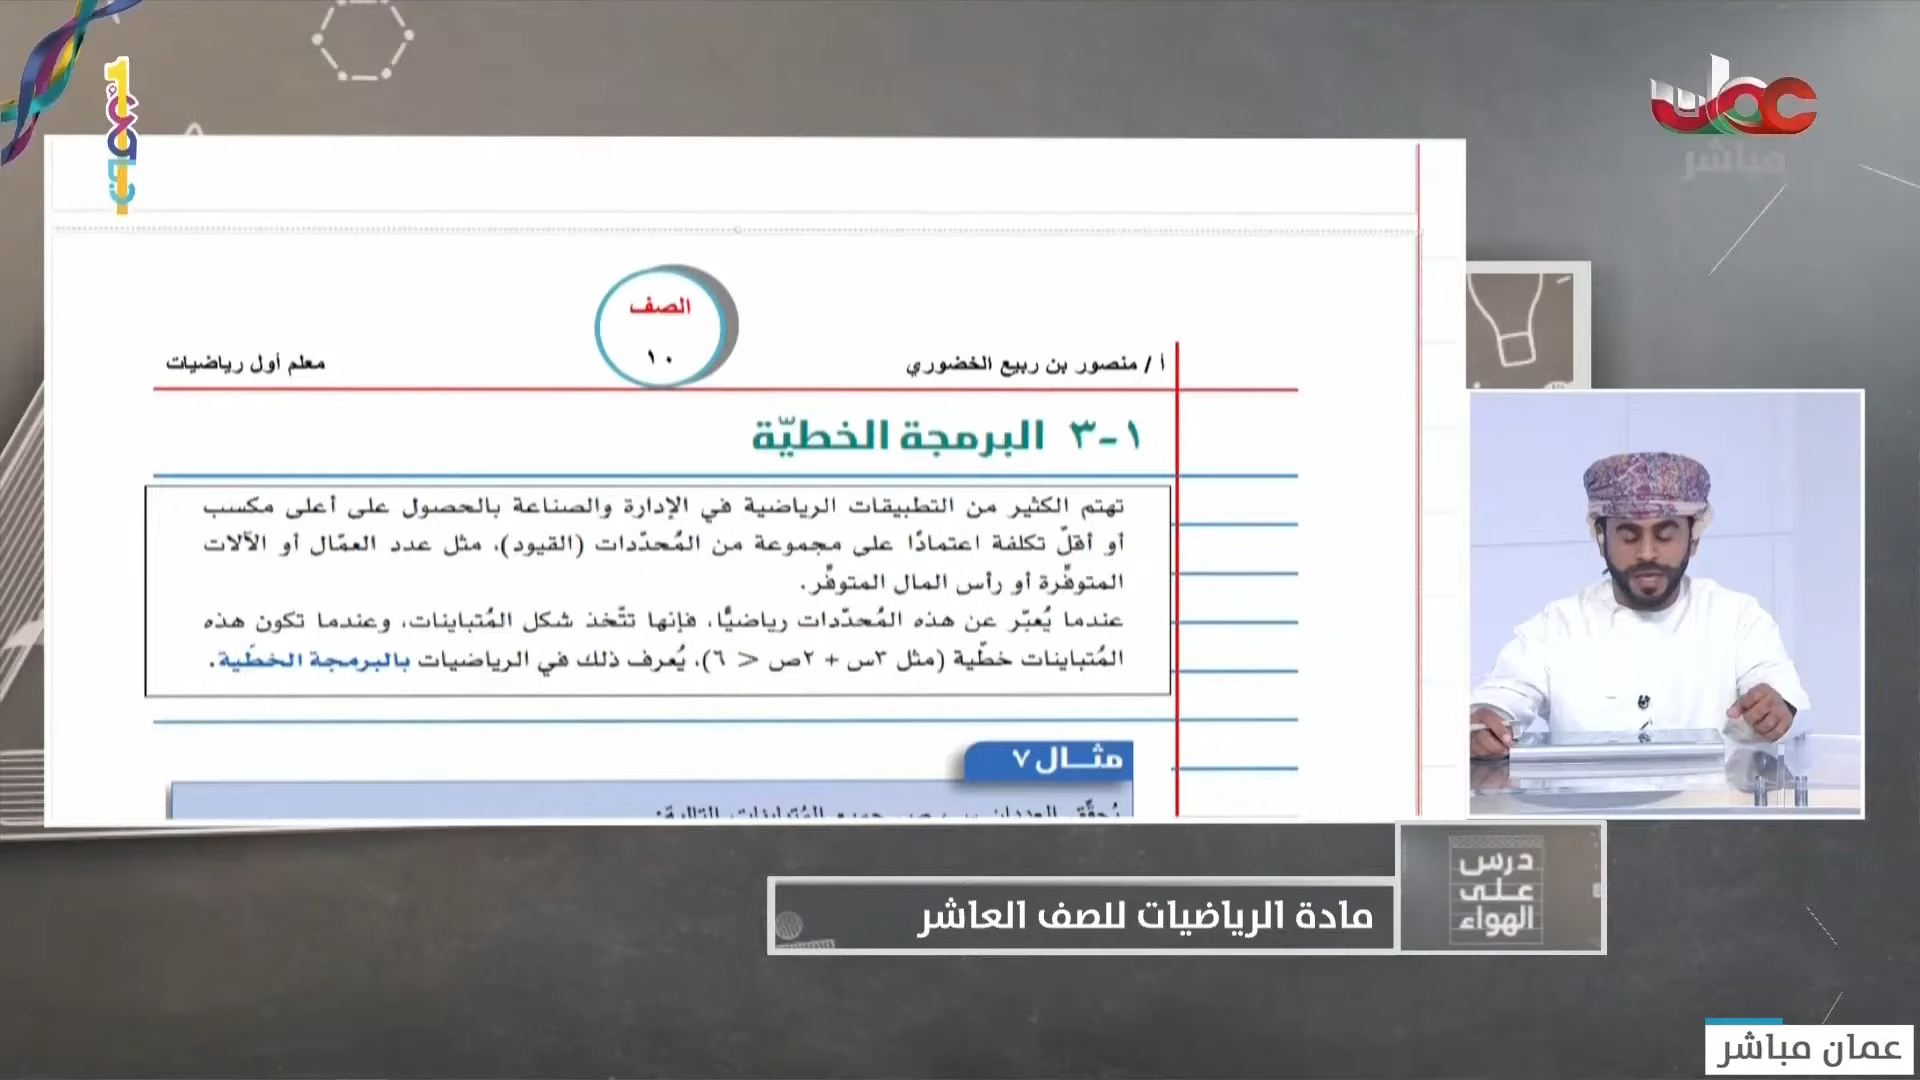 عمان
مباشر
الصف
١٠
أ / منصور بن ربيع الخضوري
معلم أول رياضيات
١-٣ البرمجة الخطيّة
تهتم الكثير من التطبيقات الرياضية في الإدارة والصناعة بالحصول على أعلى مكسب
أو أقلّ تكلفة اعتمادًا على مجموعة من المُحدّدات (القيود)، مثل عدد العمّال أو الآلات
المتوفِّرة أو رأس المال المتوفِّر.
عندما يُعبّر عن هذه المُحدّدات رياضيًّا، فإنها تتّخذ شكل المُتباينات، وعندما تكون هذه
المُتباينات خطّية (مثل ٣س + ٢ص < ٦)، يُعرف ذلك في الرياضيات بالبرمجة الخطّية.
مثـــال ٧
درس
على
الهواء
مادة الرياضيات للصف العاشر
عمان مباشر